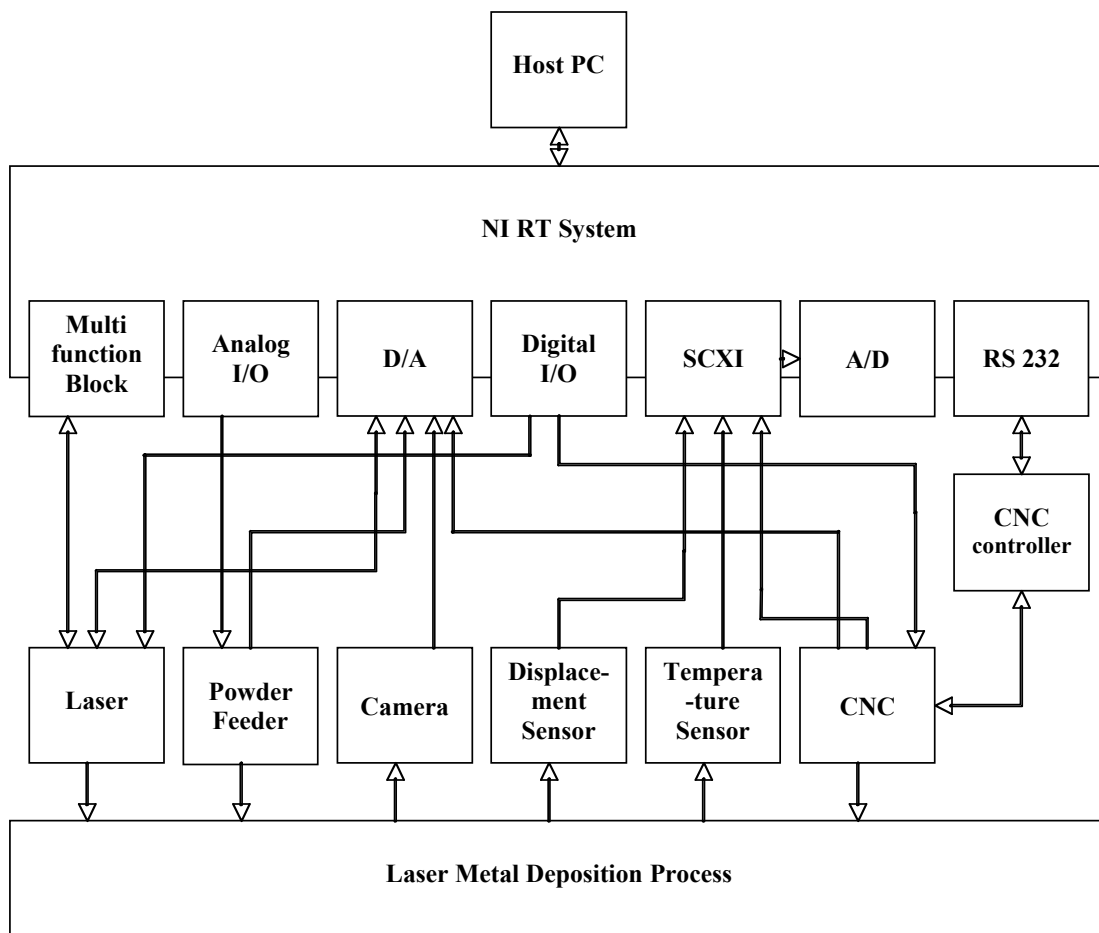 Host PC
NI RT System
Multi
function
Block
Analog
I/O
D/A
Digital
I/O
SCXI
A/D
RS 232
CNC
controller
Laser
Powder
Feeder
Camera
Displace-
ment
Sensor
Tempera
-ture
Sensor
CNC
Laser Metal Deposition Process